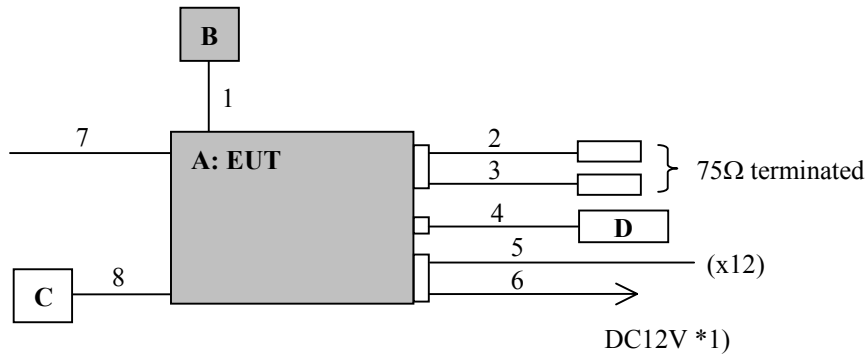 B
1
7
2
A: EUT
3
75Ω terminated
4
D
5
(x12)
8
6
C
DC12V *1)